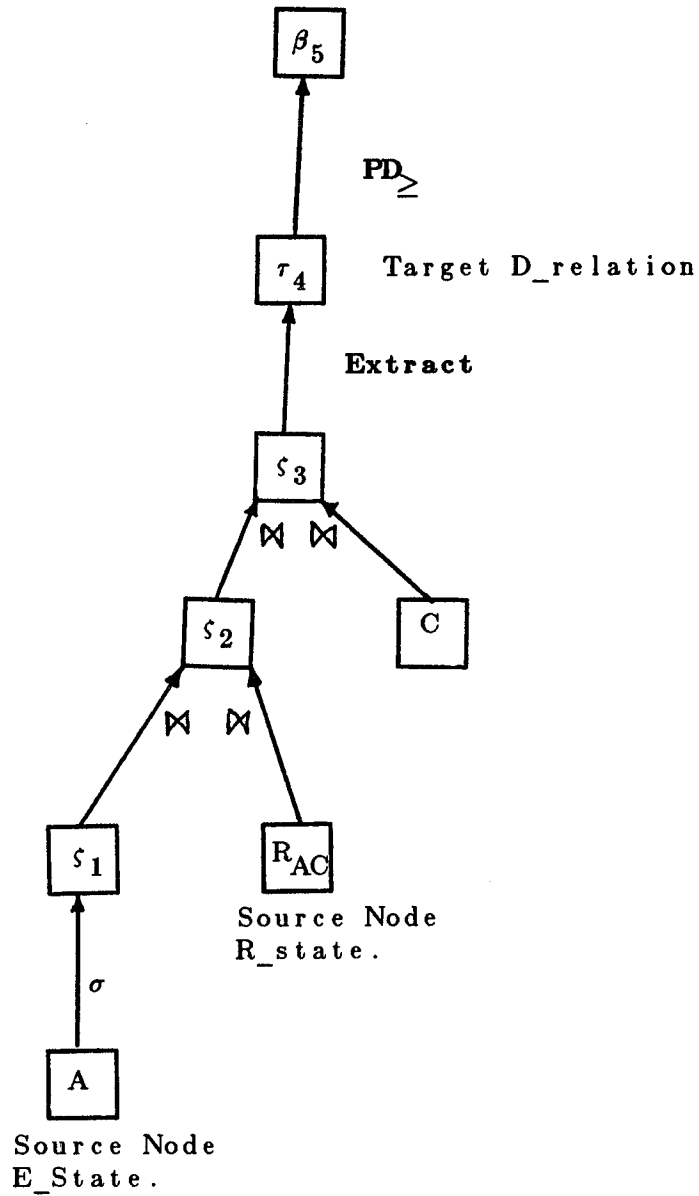 β5
PD≥
τ4
Target D_relation
Extract
ς3
⋈ ⋈
ς2
C
⋈ ⋈
ς1
RAC
Source Node
R_state.
σ
A
Source Node
E_State.